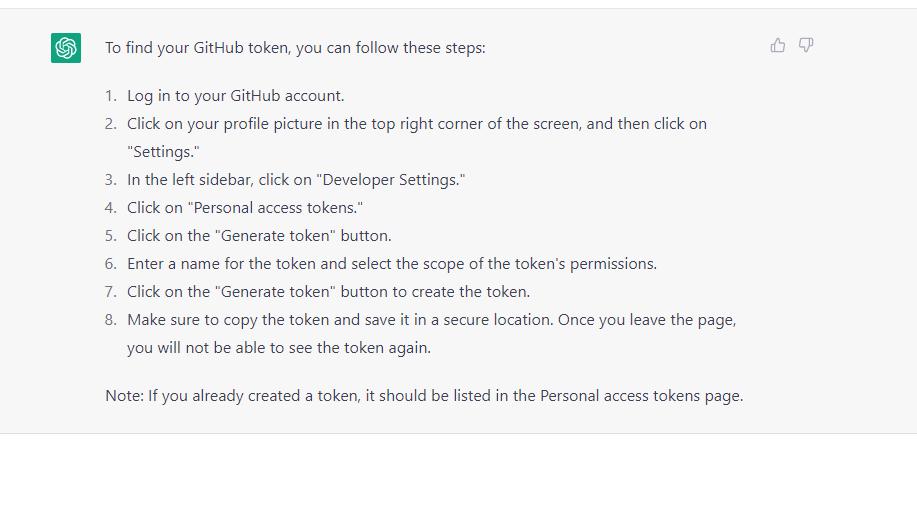 To find your GitHub token, you can follow these steps:
1. Log in to your GitHub account.
2. Click on your profile picture in the top right corner of the screen, and then click on
"Settings."
3. In the left sidebar, click on "Developer Settings."
4. Click on "Personal access tokens."
5. Click on the "Generate token" button.
6. Enter a name for the token and select the scope of the token's permissions.
7. Click on the "Generate token" button to create the token.
8. Make sure to copy the token and save it in a secure location. Once you leave the page,
you will not be able to see the token again.
Note: If you already created a token, it should be listed in the Personal access tokens page.